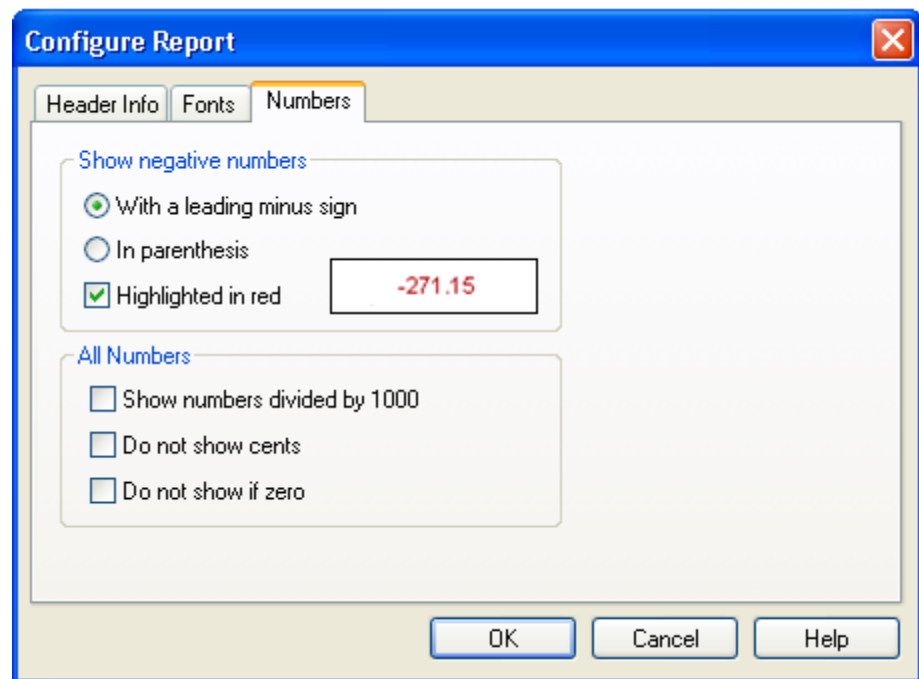 Configure Report
Header Info Fonts Numbers
Show negative numbers
With a leading minus sign
In parenthesis
Highlighted in red
-271.15
All Numbers
Show numbers divided by 1000
Do not show cents
Do not show if zero
OK Cancel Help